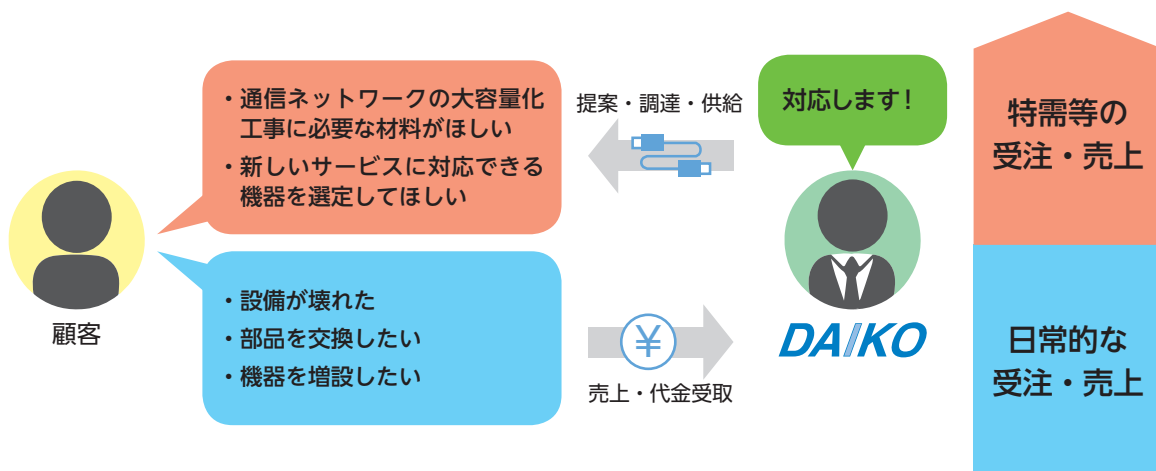 ・通信ネットワークの大容量化
工事に必要な材料がほしい
・新しいサービスに対応できる
機器を選定してほしい
提案・調達・供給
対応します！
特需等の
受注・売上
顧客
・設備が壊れた
・部品を交換したい
・機器を増設したい
¥
売上・代金受取
DAIKO
日常的な
受注・売上